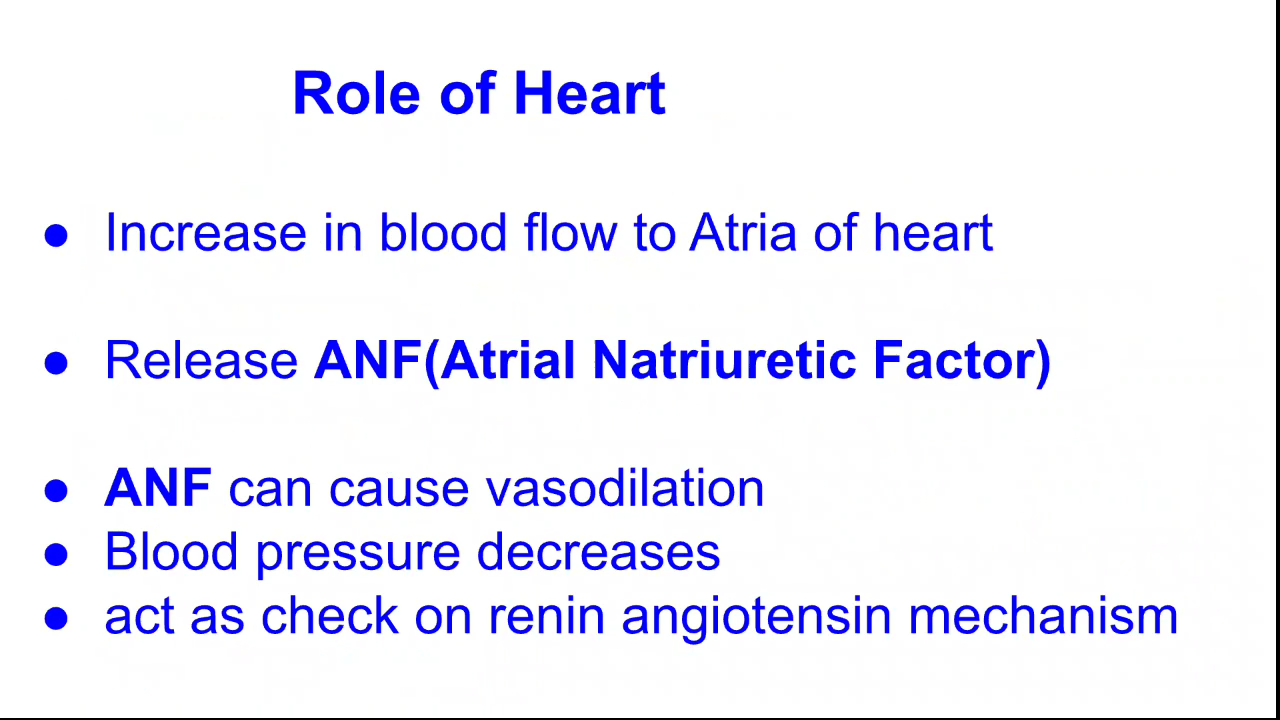 Role of Heart
● Increase in blood flow to Atria of heart
● Release ANF(Atrial Natriuretic Factor)
● ANF can cause vasodilation
● Blood pressure decreases
● act as check on renin angiotensin mechanism